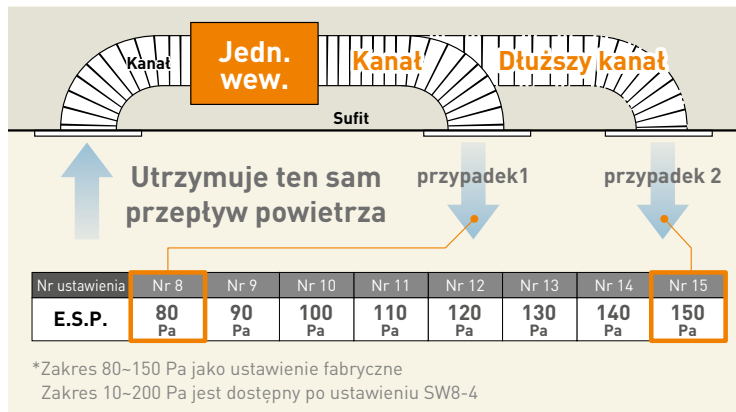 Kanał
Jedn.
wew.
Kanał
Dłuższy kanał
Sufit
Utrzymuje ten sam
przepływ powietrza
przypadek1
przypadek 2
Nr ustawienia Nr 8 Nr 9 Nr 10 Nr 11 Nr 12 Nr 13 Nr 14 Nr 15
E.S.P. 80 Pa 90 Pa 100 Pa 110 Pa 120 Pa 130 Pa 140 Pa 150 Pa
*Zakres 80~150 Pa jako ustawienie fabryczne
Zakres 10~200 Pa jest dostępny po ustawieniu SW8-4